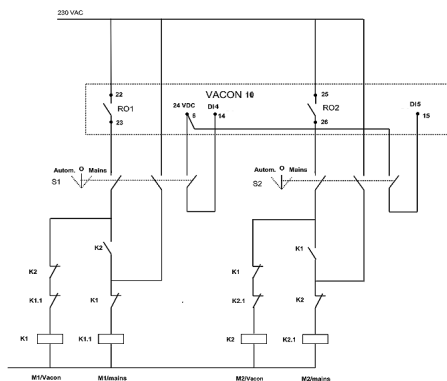 230 VAC
VACON 10
22
RO1
23
24 VDC
6
DI4
14
25
RO2
26
DI5
15
Autom. O Mains
S1
Autom. O Mains
S2
K2
K1
K2
K1
K1.1
K1
K2.1
K2
K1
K1.1
K2
K2.1
M1/Vacon
M1/mains
M2/Vacon
M2/mains